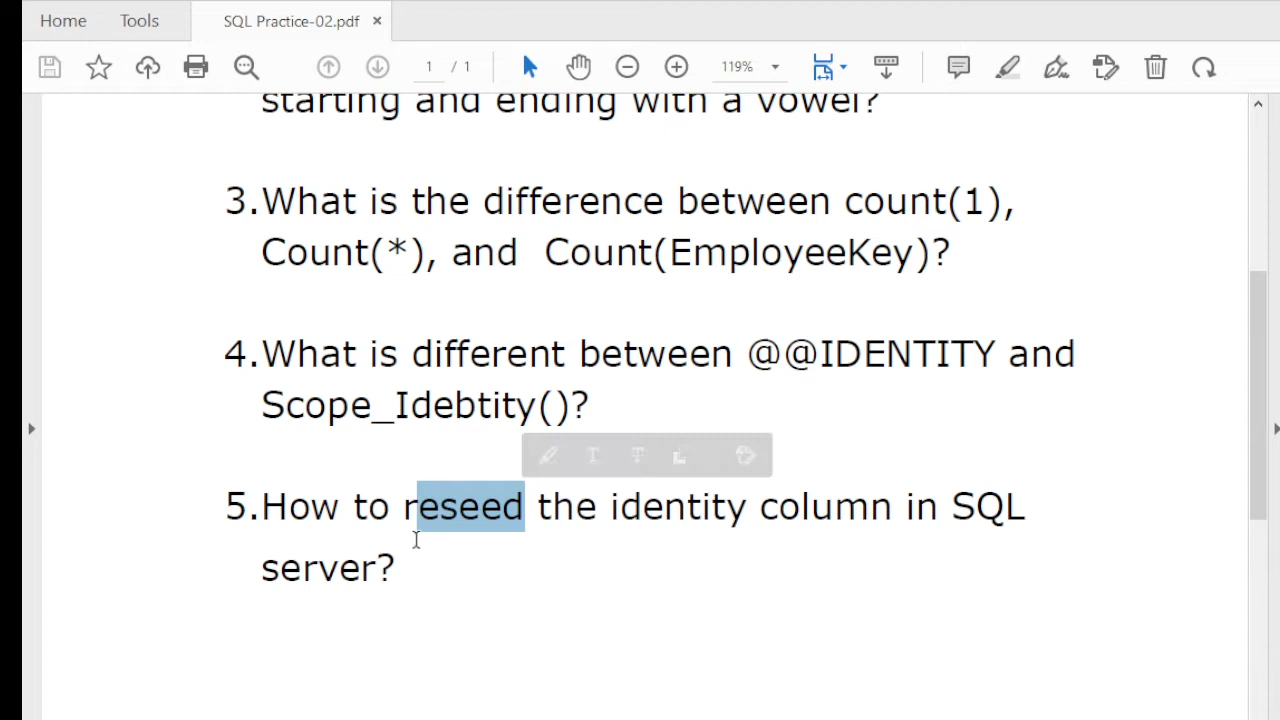 Home Tools SQL Practice-02.pdf ×
1 / 1 119%
starting and ending with a vowel?
3.What is the difference between count(1),
Count(*), and Count(EmployeeKey)?
4.What is different between @@IDENTITY and
Scope_Idebtity()?
5.How to reseed the identity column in SQL
server?